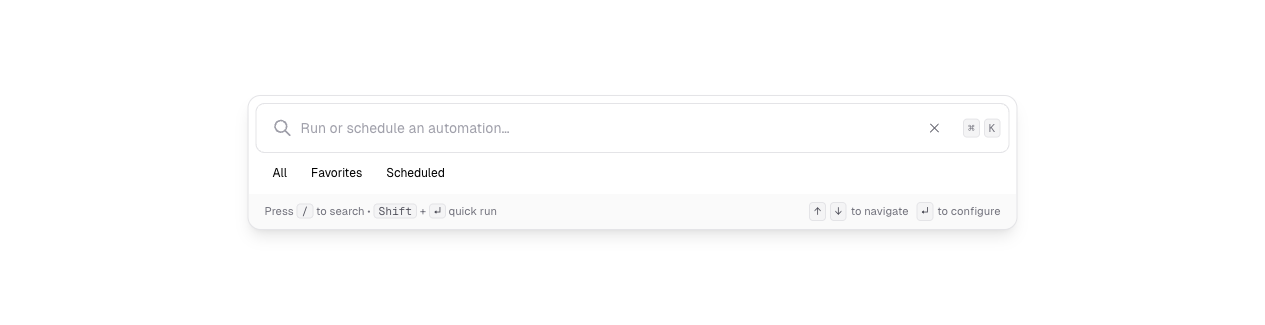 Run or schedule an automation... ⌘ K
All Favorites Scheduled
Press / to search • Shift + ↵ quick run ↑ ↓ to navigate ↵ to configure